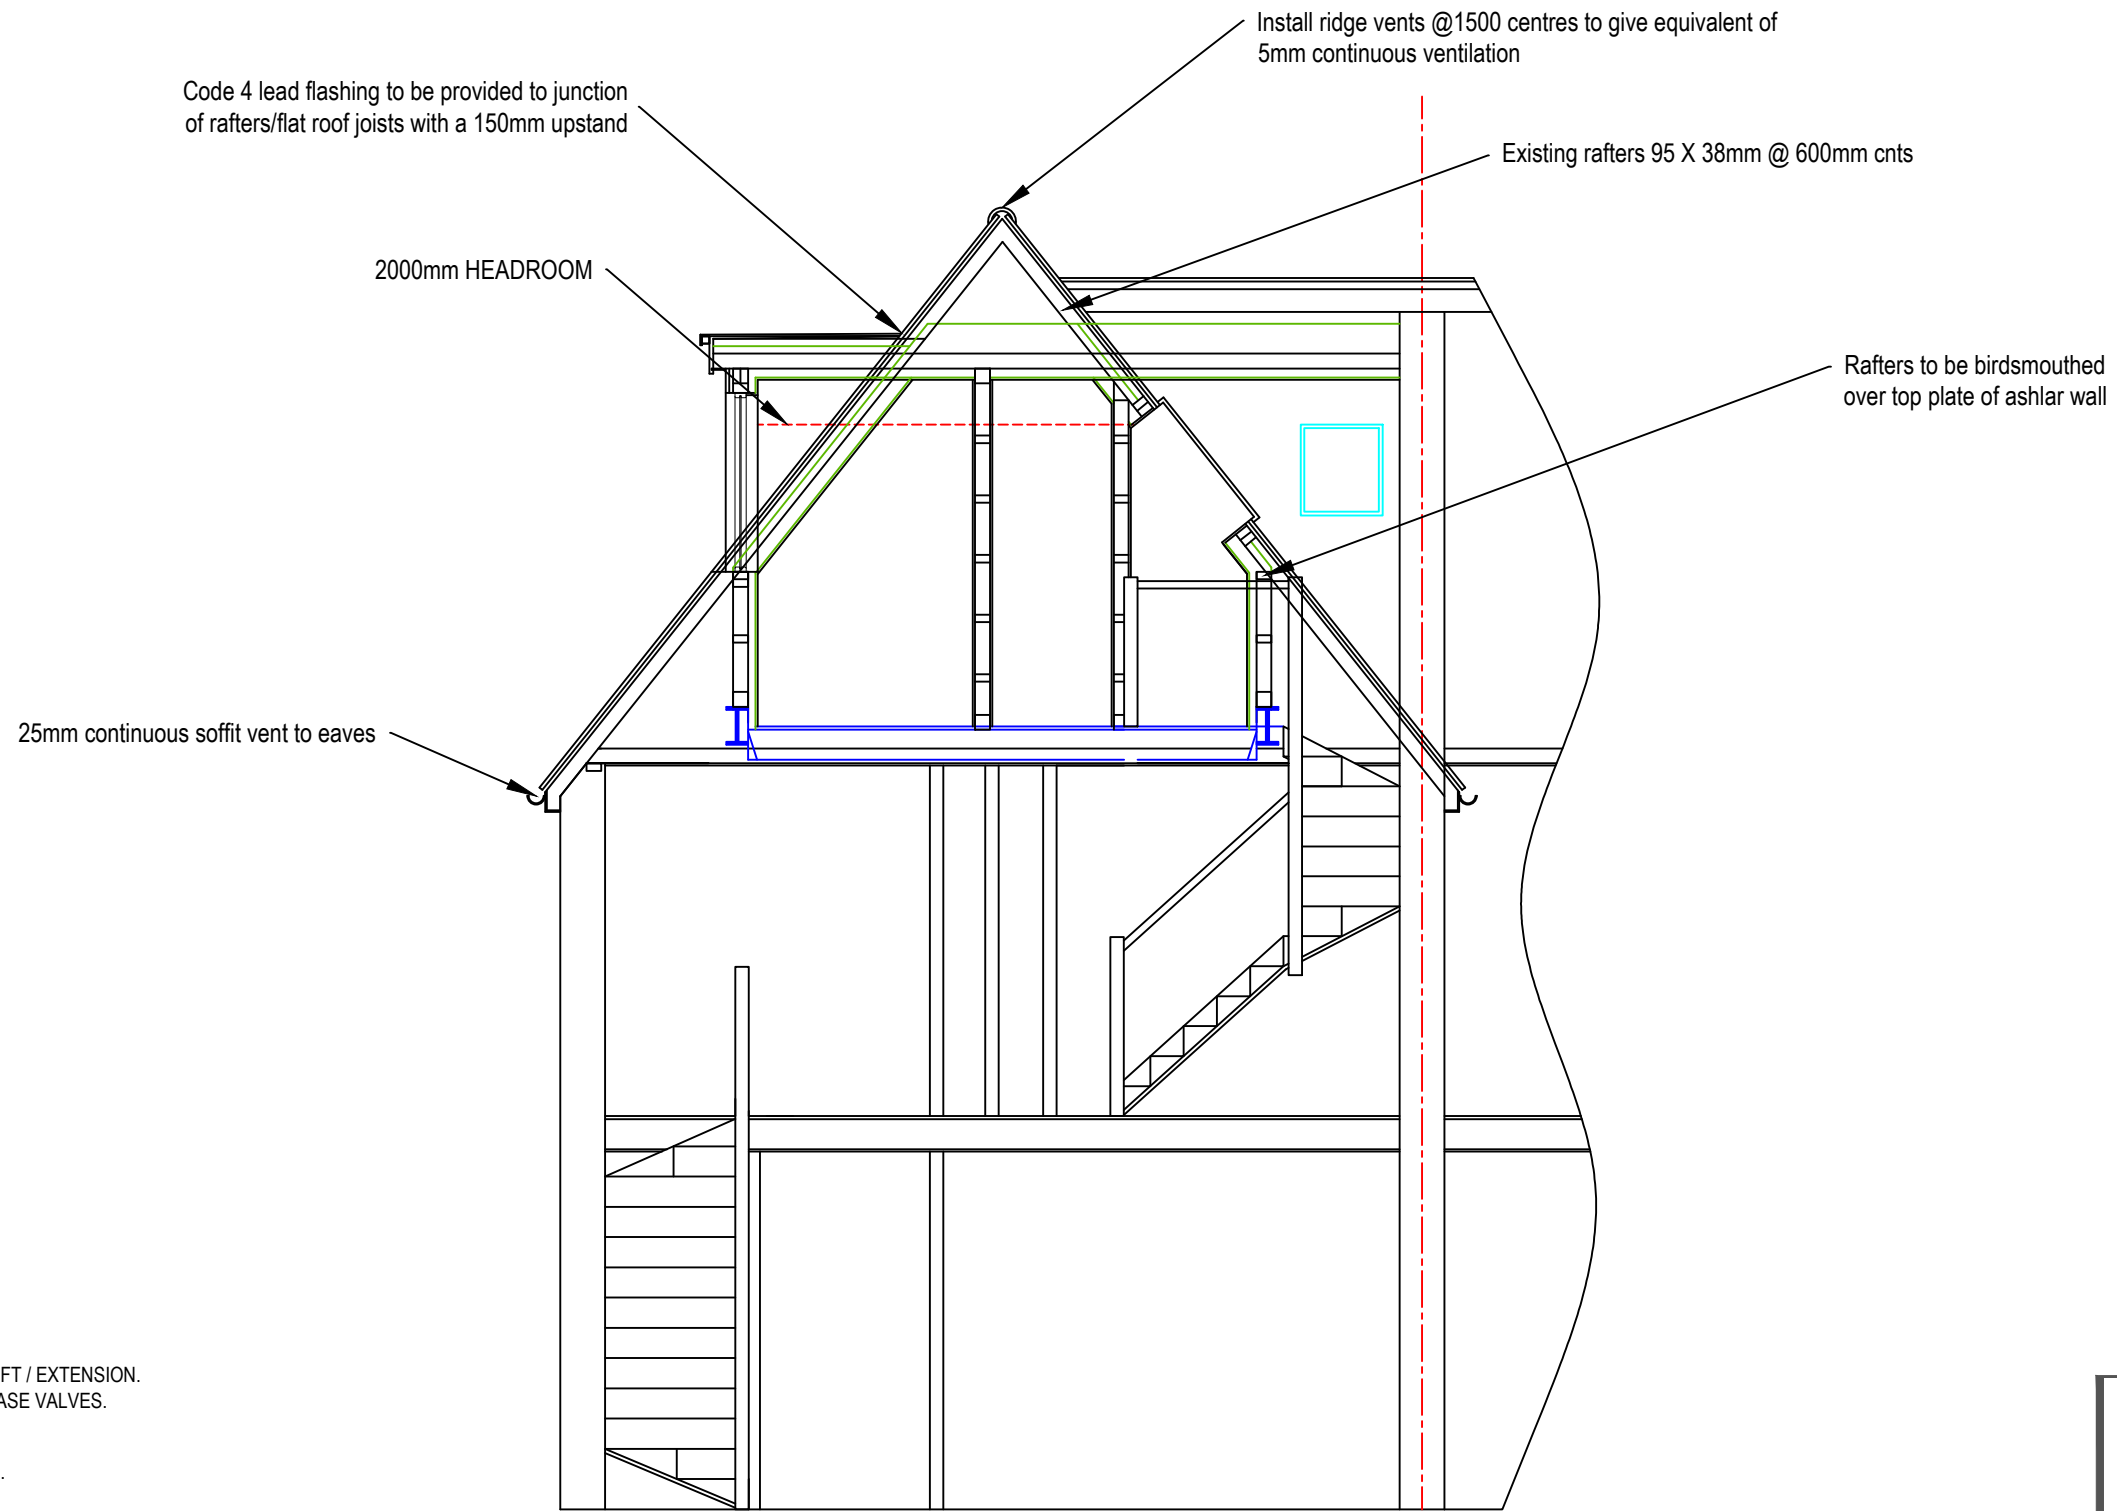 Install ridge vents @1500 centres to give equivalent of
5mm continuous ventilation
Code 4 lead flashing to be provided to junction
of rafters/flat roof joists with a 150mm upstand
Existing rafters 95 X 38mm @ 600mm cnts
2000mm HEADROOM
Rafters to be birdsmouthed
over top plate of ashlar wall
25mm continuous soffit vent to eaves
FT / EXTENSION.
ASE VALVES.
.